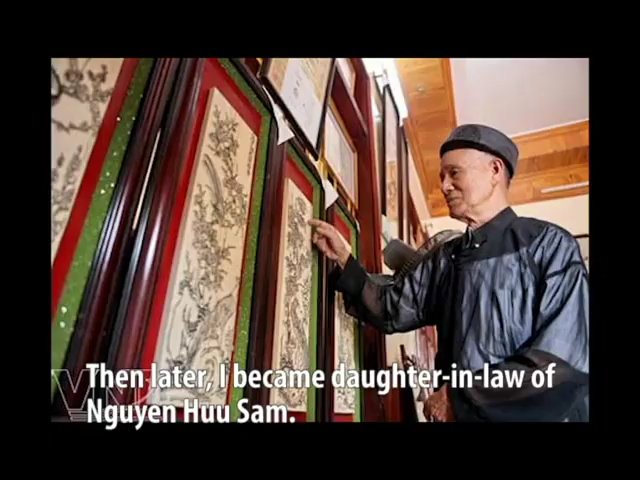 Then later, I became daughter-in-law of
Nguyen Huu Sam.